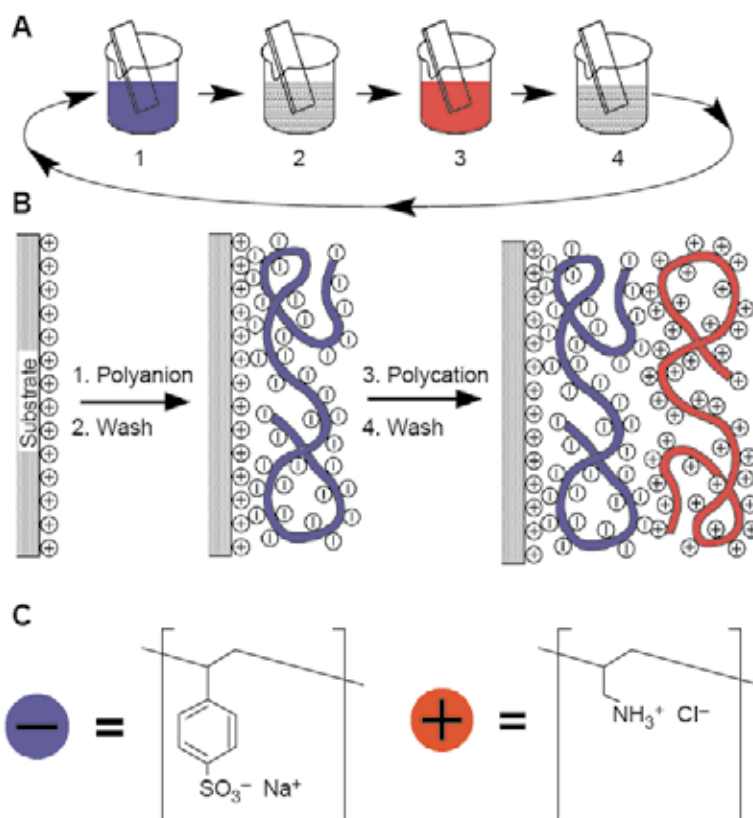 A
1 2 3 4
B
Substrate
1. Polyanion
2. Wash
3. Polycation
4. Wash
C
− = SO₃⁻ Na⁺
+ = NH₃⁺ Cl⁻